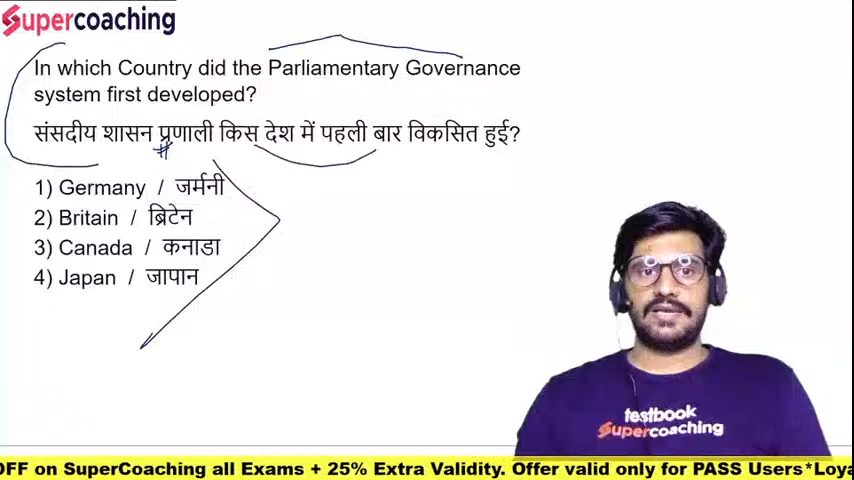 Supercoaching
In which Country did the Parliamentary Governance
system first developed?
संसदीय शासन प्रणाली किस देश में पहली बार विकसित हुई?
1) Germany / जर्मनी
2) Britain / ब्रिटेन
3) Canada / कनाडा
4) Japan / जापान
testbook
Supercoaching
OFF on SuperCoaching all Exams + 25% Extra Validity. Offer valid only for PASS Users*Loya